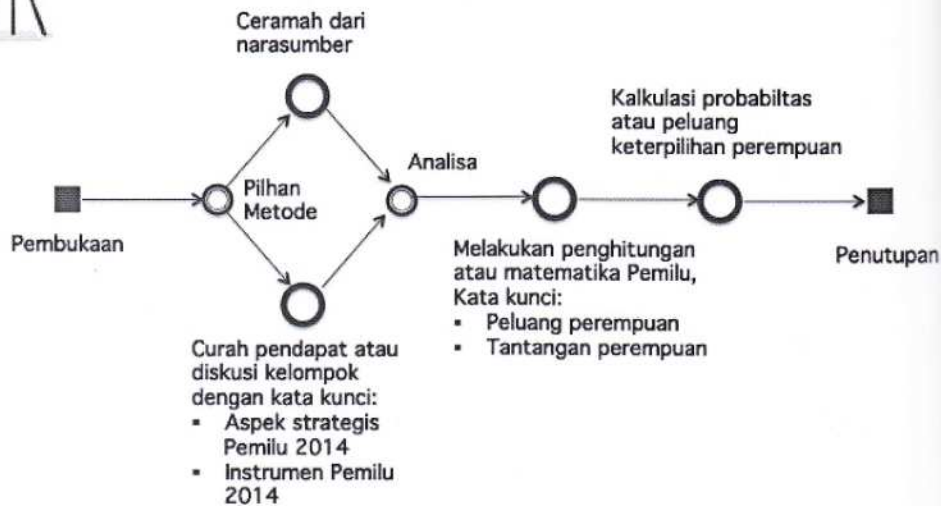 Ceramah dari
narasumber
Kalkulasi probabiltas
atau peluang
keterpilihan perempuan
Analisa
Pilhan
Metode
Pembukaan
Penutupan
Melakukan penghitungan
atau matematika Pemilu,
Kata kunci:
▪ Peluang perempuan
▪ Tantangan perempuan
Curah pendapat atau
diskusi kelompok
dengan kata kunci:
▪ Aspek strategis
Pemilu 2014
▪ Instrumen Pemilu
2014